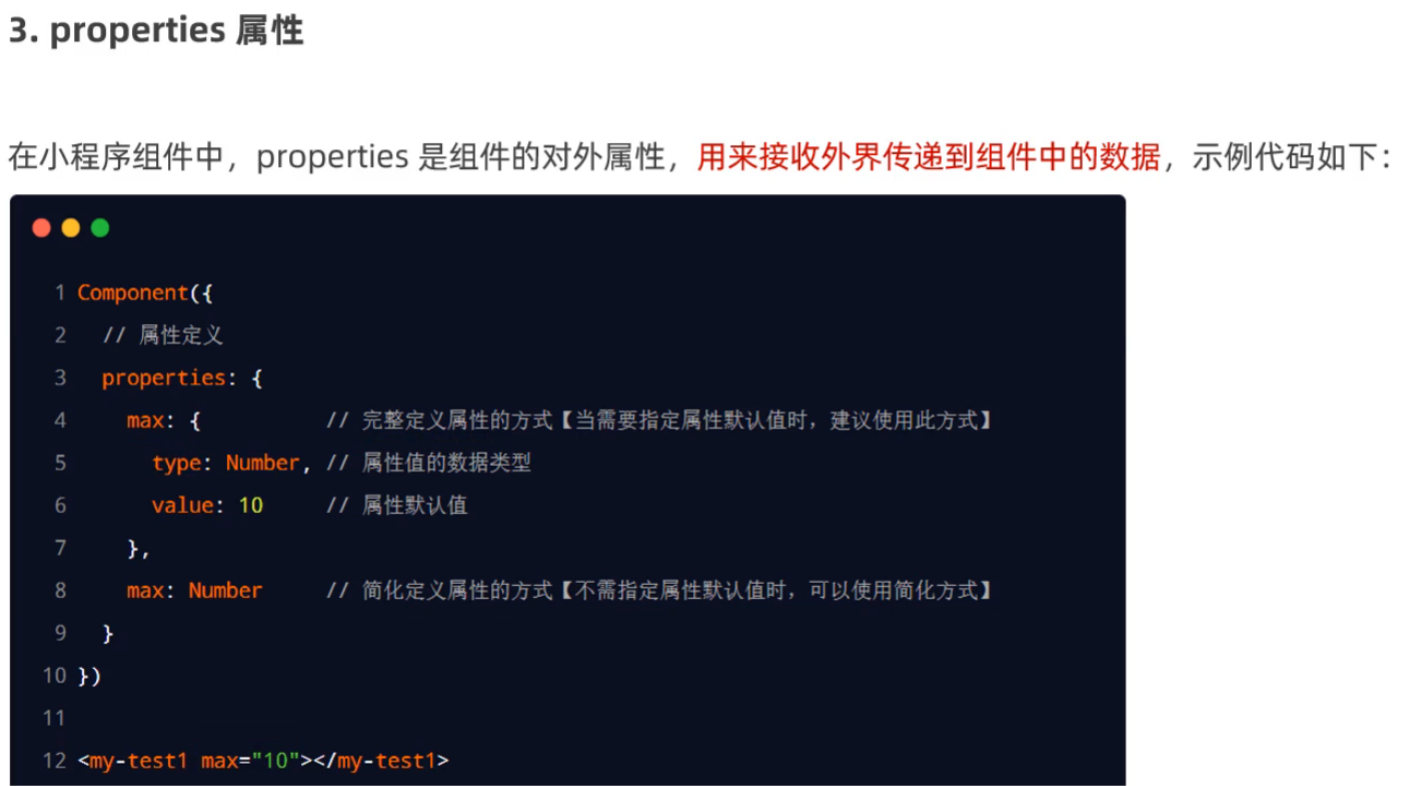 3. properties 属性
在小程序组件中，properties 是组件的对外属性，用来接收外界传递到组件中的数据，示例代码如下：
1 Component({
2 // 属性定义
3 properties: {
4 max: { // 完整定义属性的方式【当需要指定属性默认值时，建议使用此方式】
5 type: Number, // 属性值的数据类型
6 value: 10 // 属性默认值
7 },
8 max: Number // 简化定义属性的方式【不需指定属性默认值时，可以使用简化方式】
9 }
10 })
11
12 <my-test1 max="10"></my-test1>